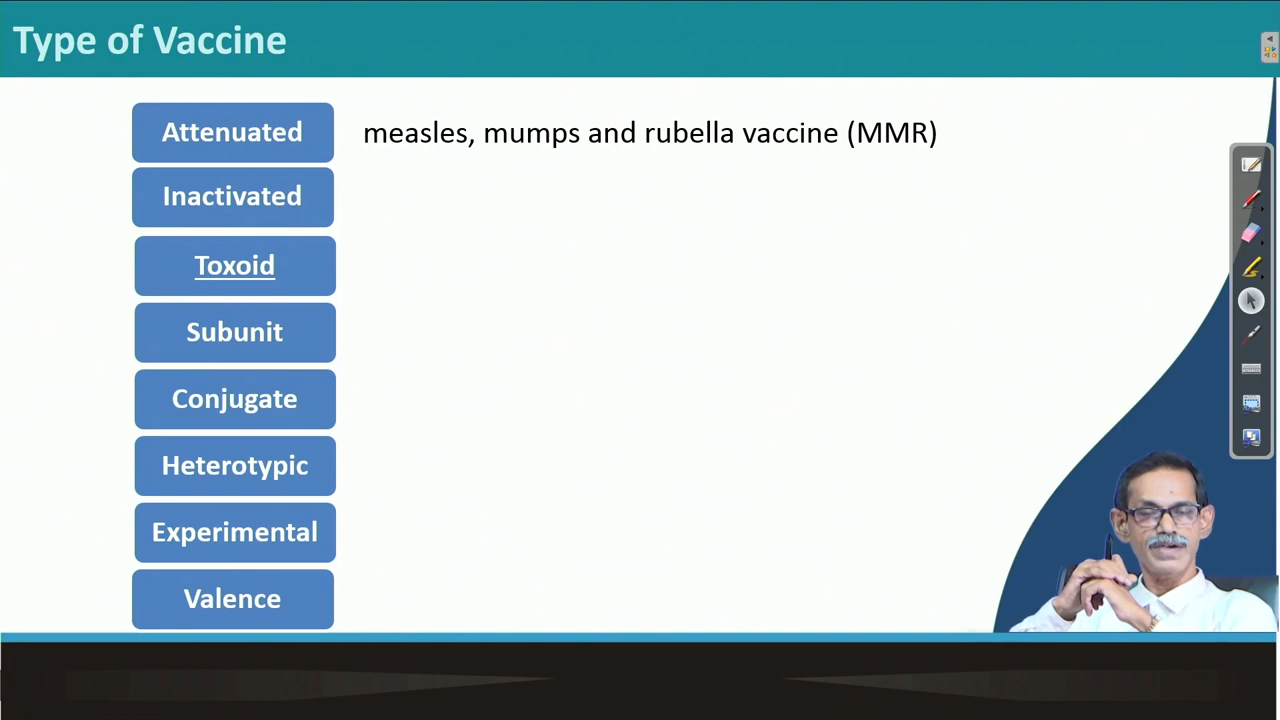 Type of Vaccine
Attenuated measles, mumps and rubella vaccine (MMR)
Inactivated
Toxoid
Subunit
Conjugate
Heterotypic
Experimental
Valence